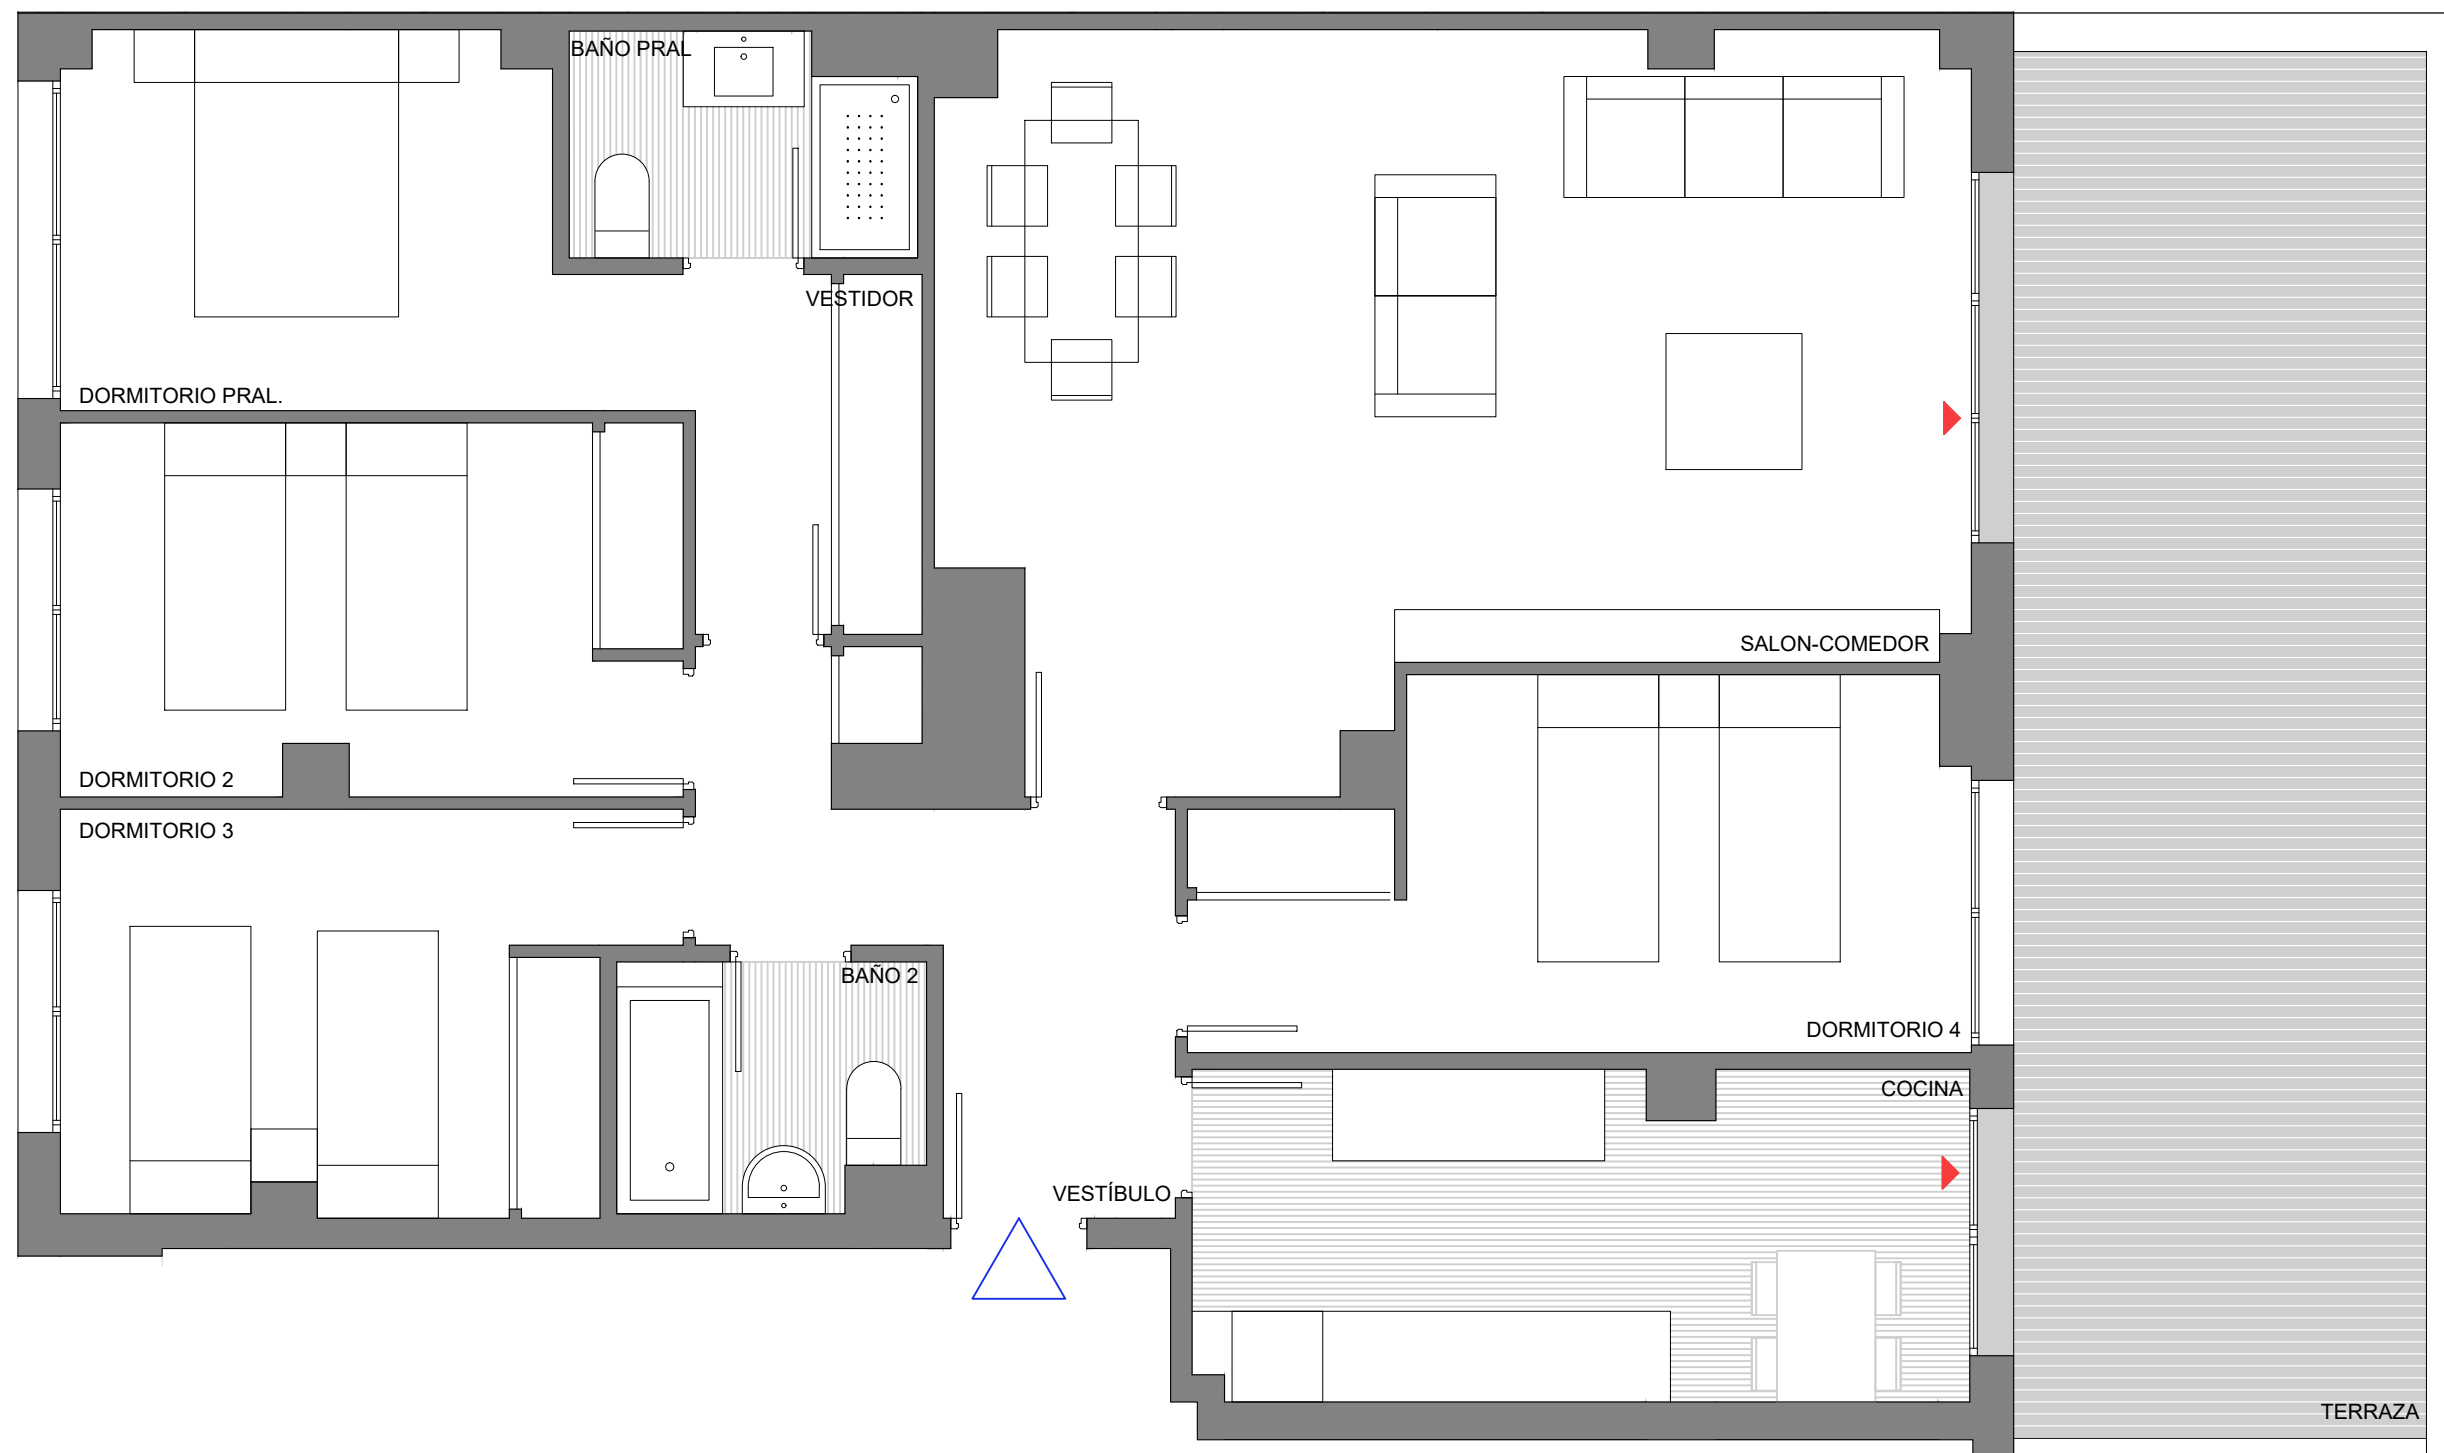 BAÑO PRAL
VESTIDOR
DORMITORIO PRAL.
SALON-COMEDOR
DORMITORIO 2
DORMITORIO 3
BAÑO 2
DORMITORIO 4
COCINA
VESTÍBULO
TERRAZA